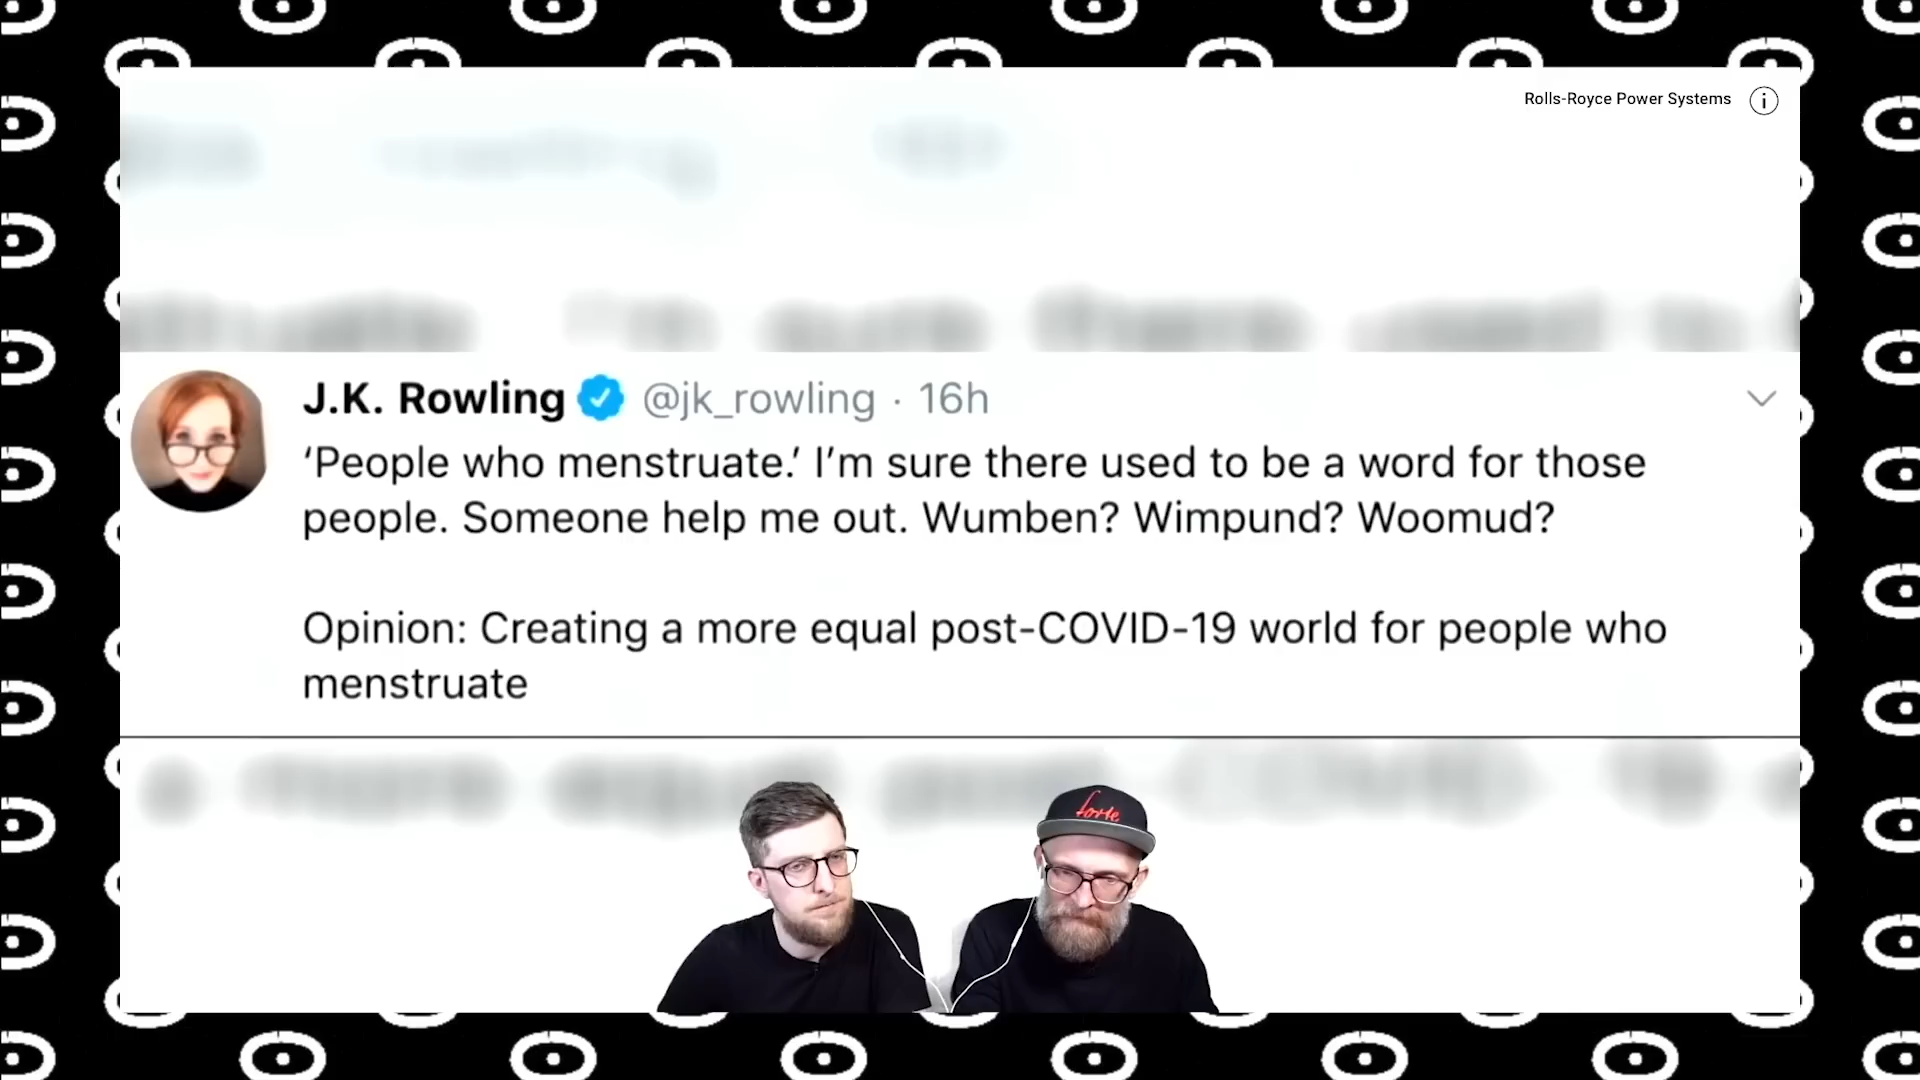 Rolls-Royce Power Systems
J.K. Rowling @jk_rowling · 16h
‘People who menstruate.’ I’m sure there used to be a word for those
people. Someone help me out. Wumben? Wimpund? Woomud?
Opinion: Creating a more equal post-COVID-19 world for people who
menstruate
forte